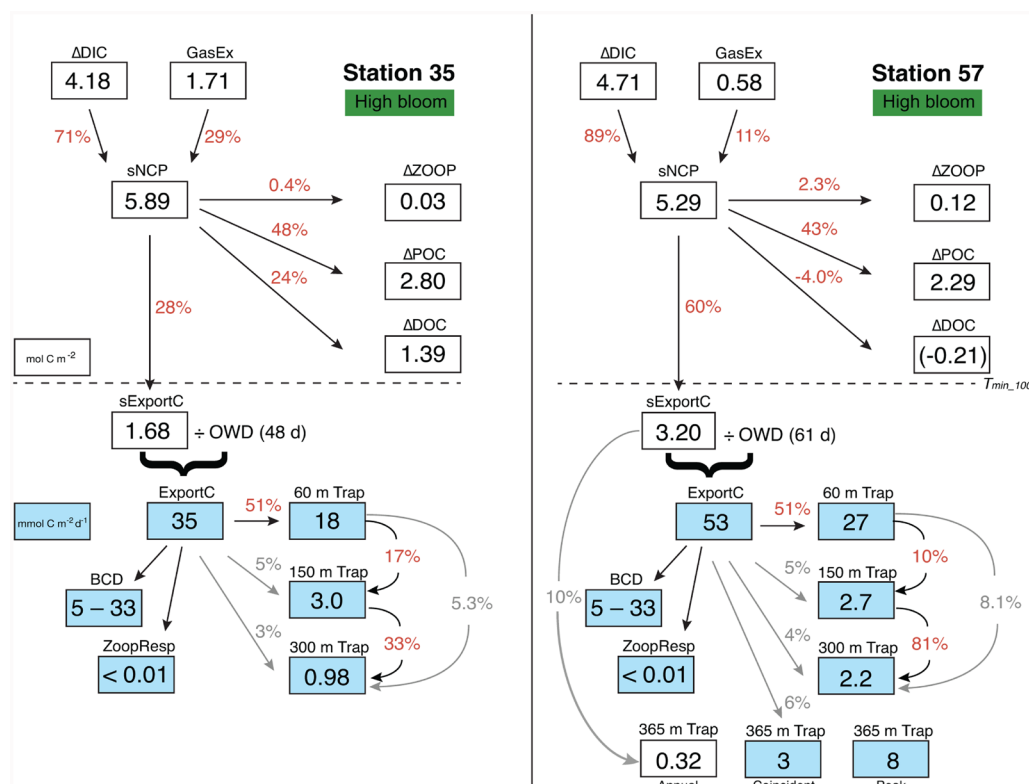 ΔDIC
4.18
GasEx
1.71
Station 35
High bloom
71%
29%
sNCP
5.89
0.4%
48%
24%
28%
ΔZOOP
0.03
ΔPOC
2.80
ΔDOC
1.39
mol C m⁻²
sExportC
1.68
÷ OWD (48 d)
mmol C m⁻² d⁻¹
ExportC
35
51%
60 m Trap
18
17%
5%
150 m Trap
3.0
5.3%
BCD
5 – 33
3%
33%
ZoopResp
< 0.01
300 m Trap
0.98
ΔDIC
4.71
GasEx
0.58
Station 57
High bloom
89%
11%
sNCP
5.29
2.3%
43%
-4.0%
60%
ΔZOOP
0.12
ΔPOC
2.29
ΔDOC
(-0.21)
Tmin_100
sExportC
3.20
÷ OWD (61 d)
ExportC
53
51%
60 m Trap
27
10%
5%
150 m Trap
2.7
8.1%
10%
BCD
5 – 33
4%
81%
ZoopResp
< 0.01
300 m Trap
2.2
6%
365 m Trap
0.32
Annual
365 m Trap
3
Coincident
365 m Trap
8
Peak